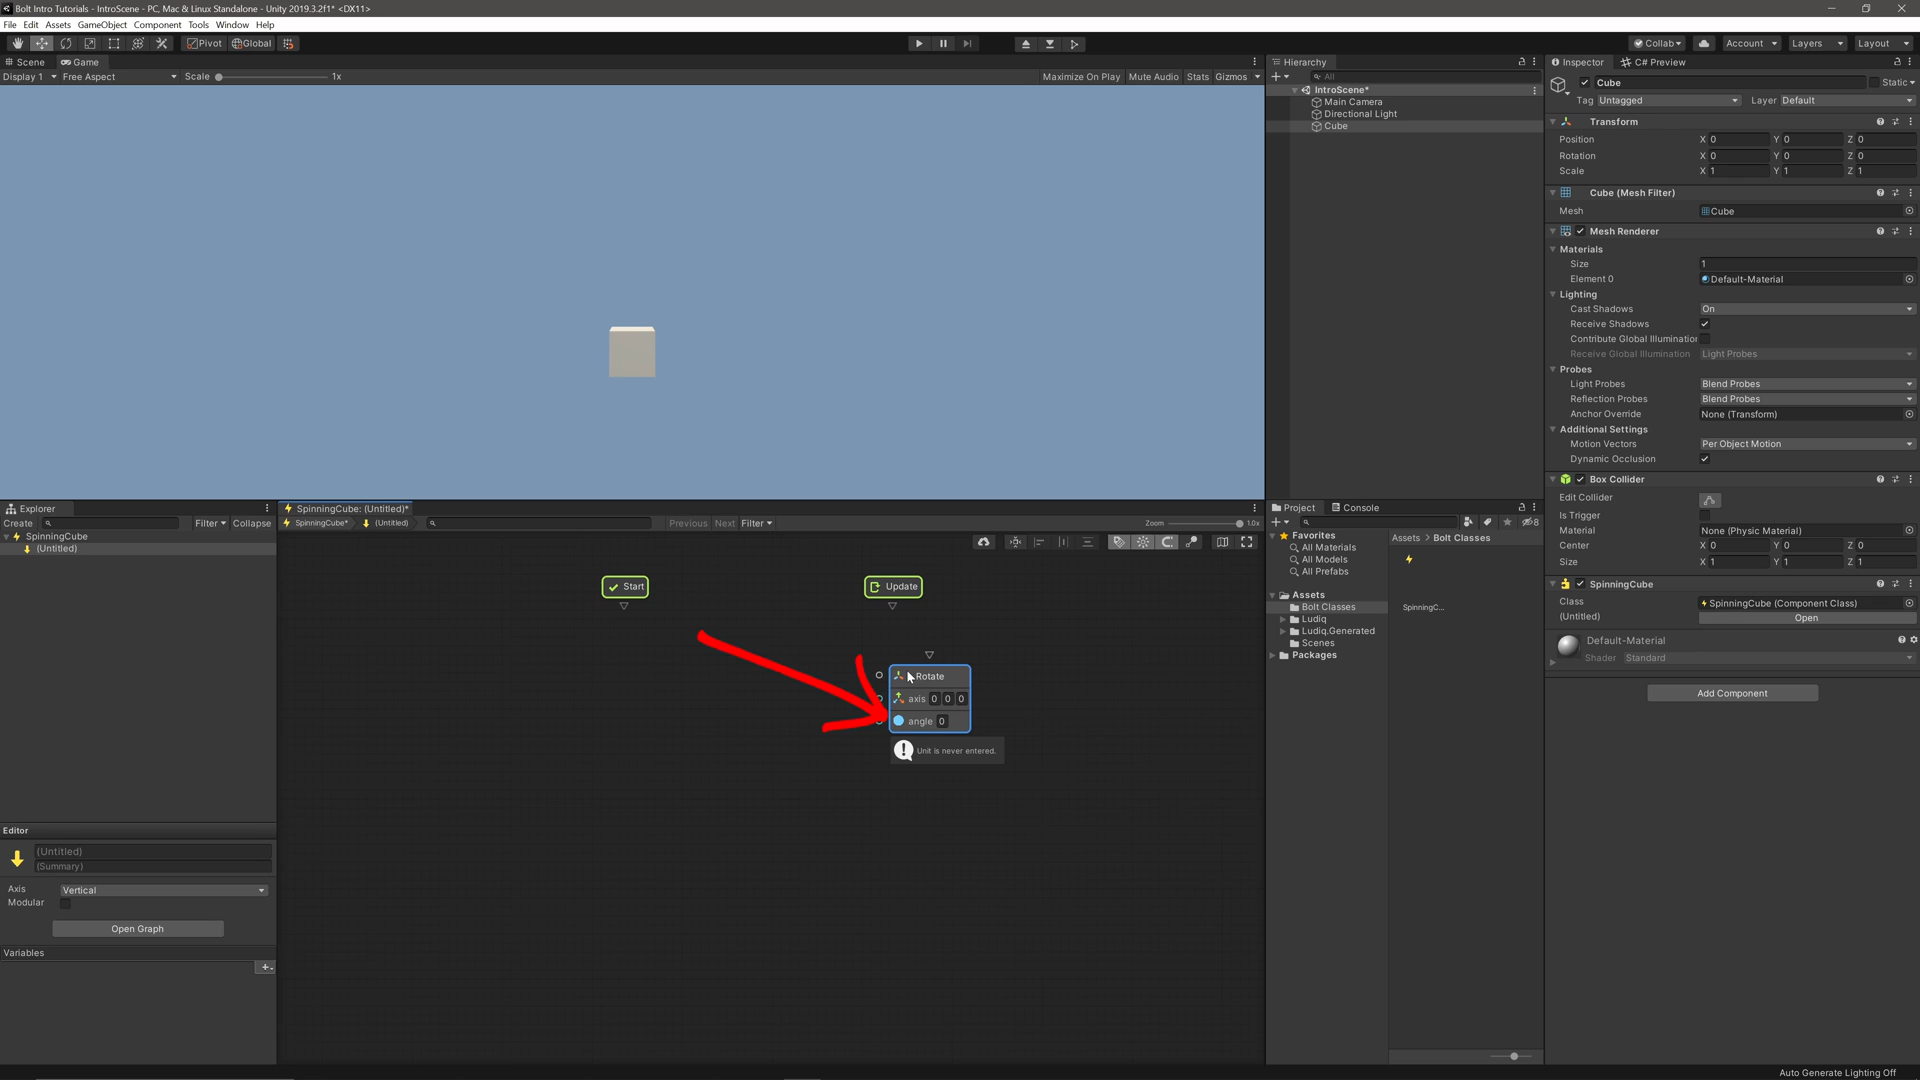 Bolt Intro Tutorials - IntroScene - PC, Mac & Linux Standalone - Unity 2019.3.2f1* <DX11>
File Edit Assets GameObject Component Tools Window Help
Pivot Global Collab Account Layers Layout
Scene Game
Display 1 Free Aspect Scale 1x Maximize On Play Mute Audio Stats Gizmos
Hierarchy
All
IntroScene*
Main Camera
Directional Light
Cube
Inspector C# Preview
Cube Static
Tag Untagged Layer Default
Transform
Position X 0 Y 0 Z 0
Rotation X 0 Y 0 Z 0
Scale X 1 Y 1 Z 1
Cube (Mesh Filter)
Mesh Cube
Mesh Renderer
Materials
Size 1
Element 0 Default-Material
Lighting
Cast Shadows On
Receive Shadows
Contribute Global Illumination
Receive Global Illumination Light Probes
Probes
Light Probes Blend Probes
Reflection Probes Blend Probes
Anchor Override None (Transform)
Additional Settings
Motion Vectors Per Object Motion
Dynamic Occlusion
Box Collider
Edit Collider
Is Trigger
Material None (Physic Material)
Center X 0 Y 0 Z 0
Size X 1 Y 1 Z 1
SpinningCube
Class SpinningCube (Component Class)
(Untitled) Open
Default-Material
Shader Standard
Add Component
Explorer
Create Filter Collapse
SpinningCube
(Untitled)
Editor
(Untitled)
(Summary)
Axis Vertical
Modular
Open Graph
Variables
SpinningCube: (Untitled)*
SpinningCube* (Untitled) Previous Next Filter Zoom 1.0x
Start
Update
Rotate
axis 0 0 0
angle 0
Unit is never entered.
Project Console
8
Favorites
All Materials
All Models
All Prefabs
Assets
Bolt Classes
Ludiq
Ludiq.Generated
Scenes
Packages
Assets > Bolt Classes
SpinningC...
Auto Generate Lighting Off